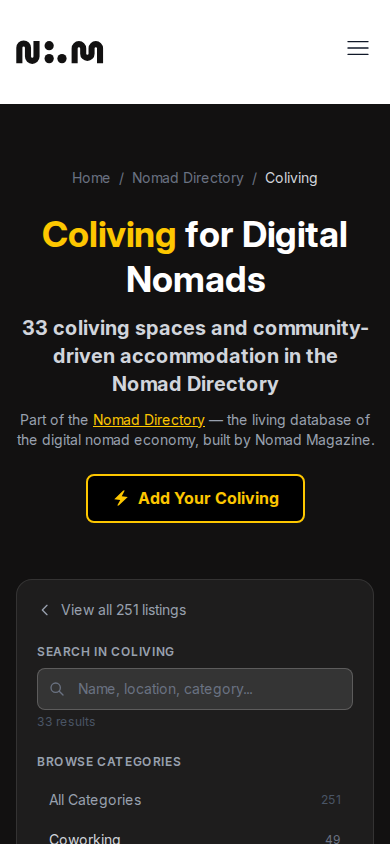 N:.M
Home / Nomad Directory / Coliving
Coliving for Digital
Nomads
33 coliving spaces and community-
driven accommodation in the
Nomad Directory
Part of the Nomad Directory — the living database of
the digital nomad economy, built by Nomad Magazine.
Add Your Coliving
View all 251 listings
SEARCH IN COLIVING
Name, location, category...
33 results
BROWSE CATEGORIES
All Categories 251
Coworking 49